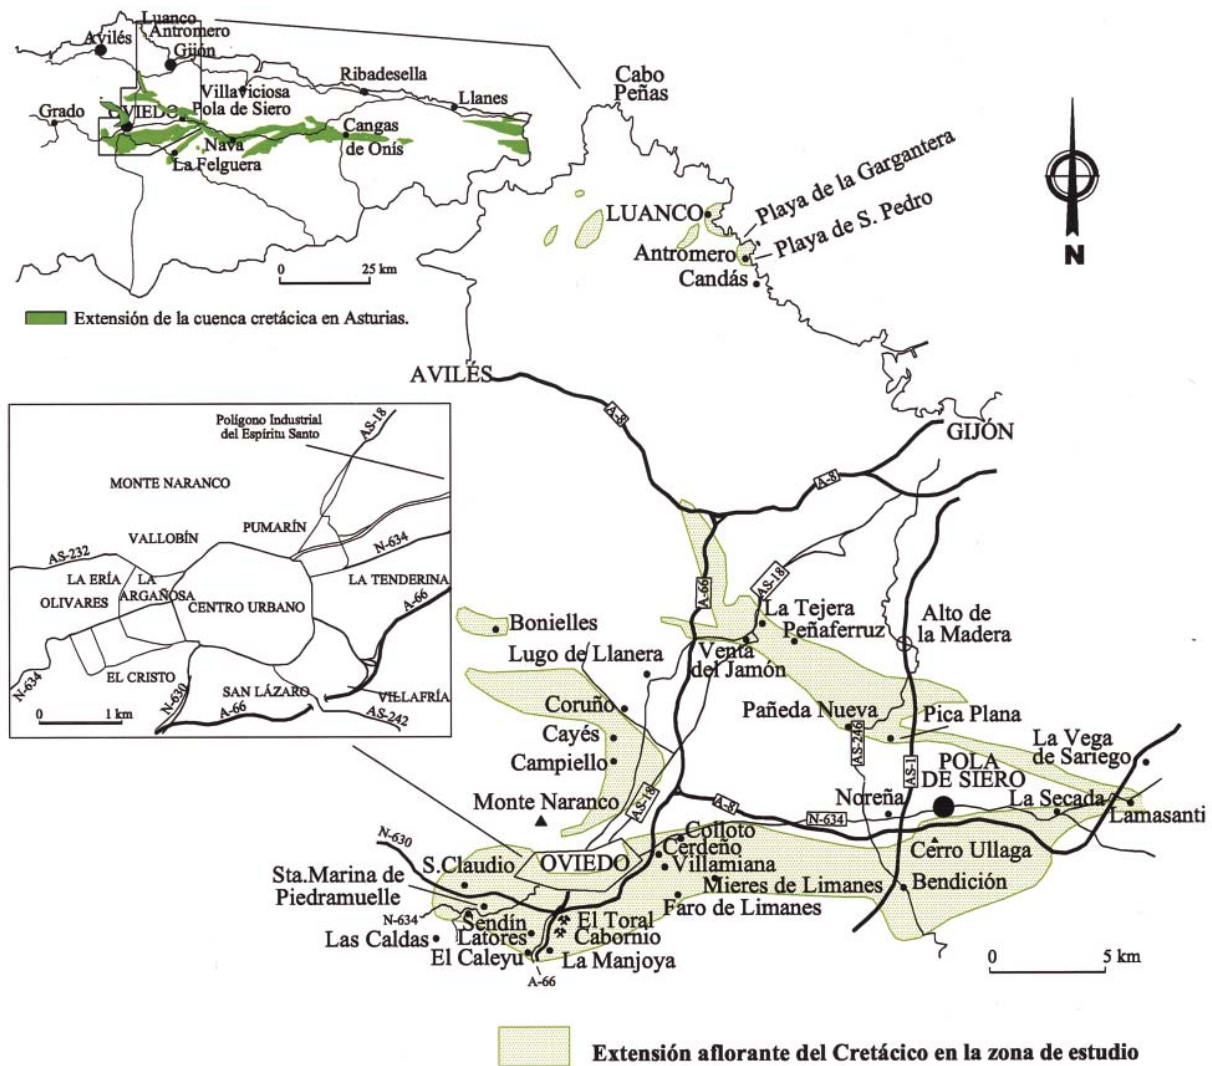 Luanco
Antromero
Avilés
Gijón
Ribadesella
Villaviciosa
Llanes
Grado
OVIEDO
Pola de Siero
Cangas
de Onís
Nava
La Felguera
0
25 km
Extensión de la cuenca cretácica en Asturias.
Cabo
Peñas
Playa de la Gargantera
LUANCO
Playa de S. Pedro
Antromero
Candás
N
AVILÉS
A-8
GIJÓN
A-8
Polígono Industrial
del Espíritu Santo
AS-18
MONTE NARANCO
PUMARÍN
VALLOBÍN
AS-232
N-634
LA ERÍA
LA
ARGAÑOSA
LA TENDERINA
OLIVARES
CENTRO URBANO
A-66
EL CRISTO
N-634
N-630
SAN LÁZARO
VILLAFRÍA
A-66
AS-242
0
1 km
A-66
AS-18
La Tejera
Peñaferruz
Alto de
la Madera
Bonielles
Venta
del Jamón
Lugo de Llanera
Coruño
Pañeda Nueva
Pica Plana
Cayés
AS-246
La Vega
de Sariego
Campiello
AS-1
POLA
DE SIERO
Monte Naranco
AS-18
A-8
Noreña
La Secada
Lamasanti
N-634
N-630
Colloto
Cerdeño
OVIEDO
Villamiana
Cerro Ullaga
S.Claudio
Sta.Marina de
Piedramuelle
Mieres de Limanes
Bendición
Faro de Limanes
N-634
Sendín
El Toral
Las Caldas
Latores
Cabornio
El Caleyu
La Manjoya
A-66
0
5 km
Extensión aflorante del Cretácico en la zona de estudio